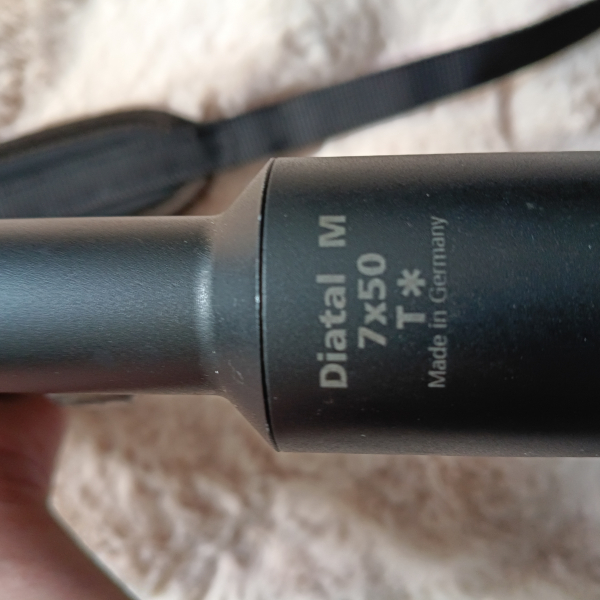 Diatal M
7x50
T*
Made in Germany